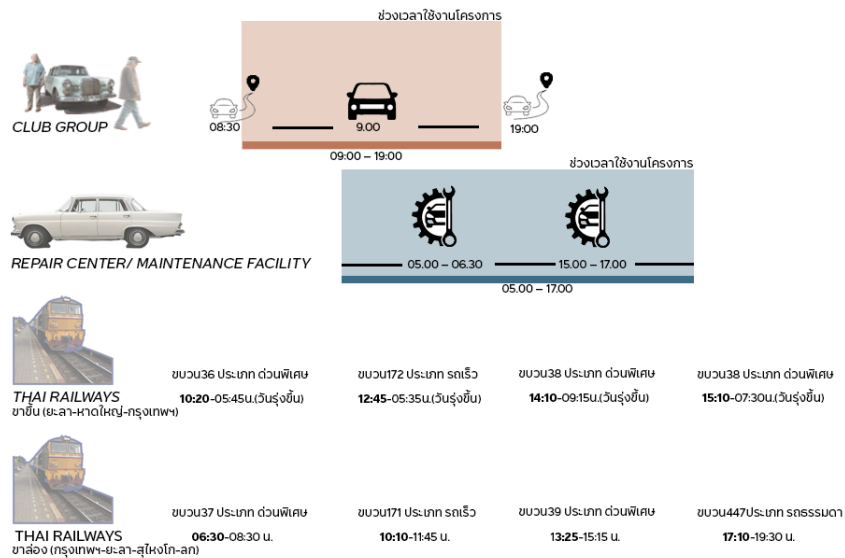 ช่วงเวลาใช้งานโครงการ
CLUB GROUP
08:30
9.00
19:00
09:00 – 19:00
ช่วงเวลาใช้งานโครงการ
REPAIR CENTER/ MAINTENANCE FACILITY
05.00 – 06.30
15.00 – 17.00
05.00 – 17.00
ขบวน36 ประเภท ด่วนพิเศษ
10:20-05:45น.(วันรุ่งขึ้น)
ขบวน172 ประเภท รถเร็ว
12:45-05:35น.(วันรุ่งขึ้น)
ขบวน38 ประเภท ด่วนพิเศษ
14:10-09:15น.(วันรุ่งขึ้น)
ขบวน38 ประเภท ด่วนพิเศษ
15:10-07:30น.(วันรุ่งขึ้น)
THAI RAILWAYS
ขาขึ้น (ยะลา-หาดใหญ่-กรุงเทพฯ)
ขบวน37 ประเภท ด่วนพิเศษ
06:30-08:30 น.
ขบวน171 ประเภท รถเร็ว
10:10-11:45 น.
ขบวน39 ประเภท ด่วนพิเศษ
13:25-15:15 น.
ขบวน447ประเภท รถธรรมดา
17:10-19:30 น.
THAI RAILWAYS
ขาล่อง (กรุงเทพฯ-ยะลา-สุไหงโก-ลก)